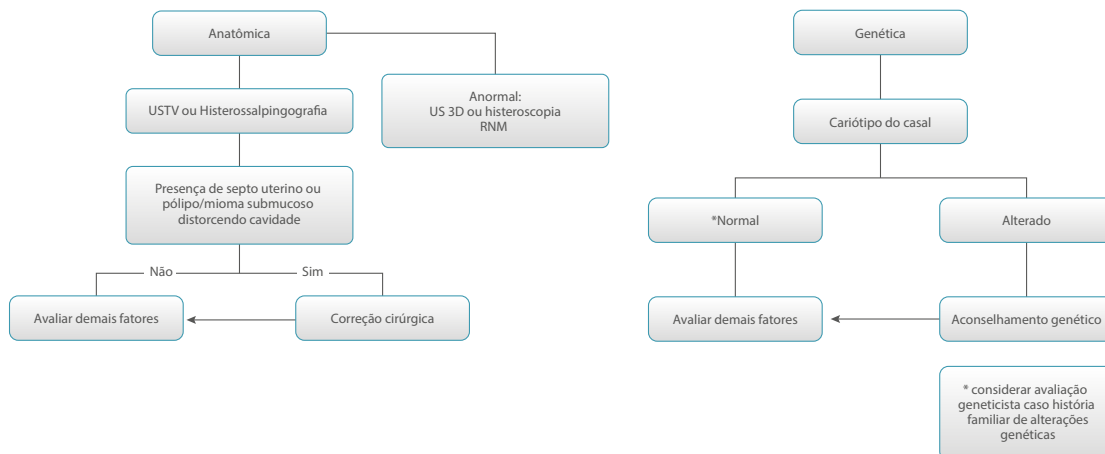 Anatômica
USTV ou Histerossalpingografia
Anormal:
US 3D ou histeroscopia
RNM
Presença de septo uterino ou
pólipo/mioma submucoso
distorcendo cavidade
Não
Sim
Avaliar demais fatores
Correção cirúrgica
Genética
Cariótipo do casal
*Normal
Alterado
Avaliar demais fatores
Aconselhamento genético
* considerar avaliação
geneticista caso história
familiar de alterações
genéticas